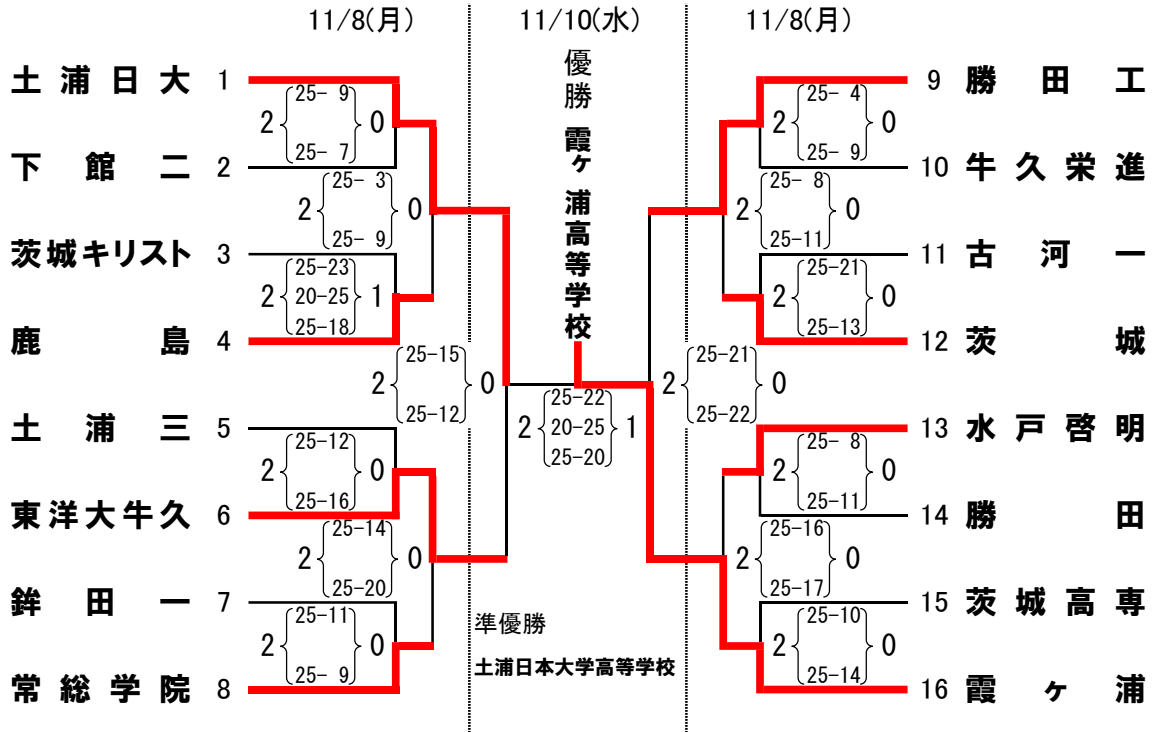 11/8(月) 11/10(水) 11/8(月)
優勝 霞ヶ浦高等学校
土浦日大 1
2 25- 9 0
25- 7
下館二 2
2 25- 3 0
25- 9
茨城キリスト 3
25-23
2 20-25 1
25-18
鹿島 4
2 25-15 0
25-12
土浦三 5
2 25-12 0
25-16
東洋大牛久 6
2 25-14 0
25-20
鉾田一 7
2 25-11 0
25- 9
常総学院 8
25-22
2 20-25 1
25-20
準優勝
土浦日本大学高等学校
9 勝田工
2 25- 4 0
25- 9
10 牛久栄進
2 25- 8 0
25-11
11 古河一
2 25-21 0
25-13
12 茨城
2 25-21 0
25-22
13 水戸啓明
2 25- 8 0
25-11
14 勝田
2 25-16 0
25-17
15 茨城高専
2 25-10 0
25-14
16 霞ヶ浦